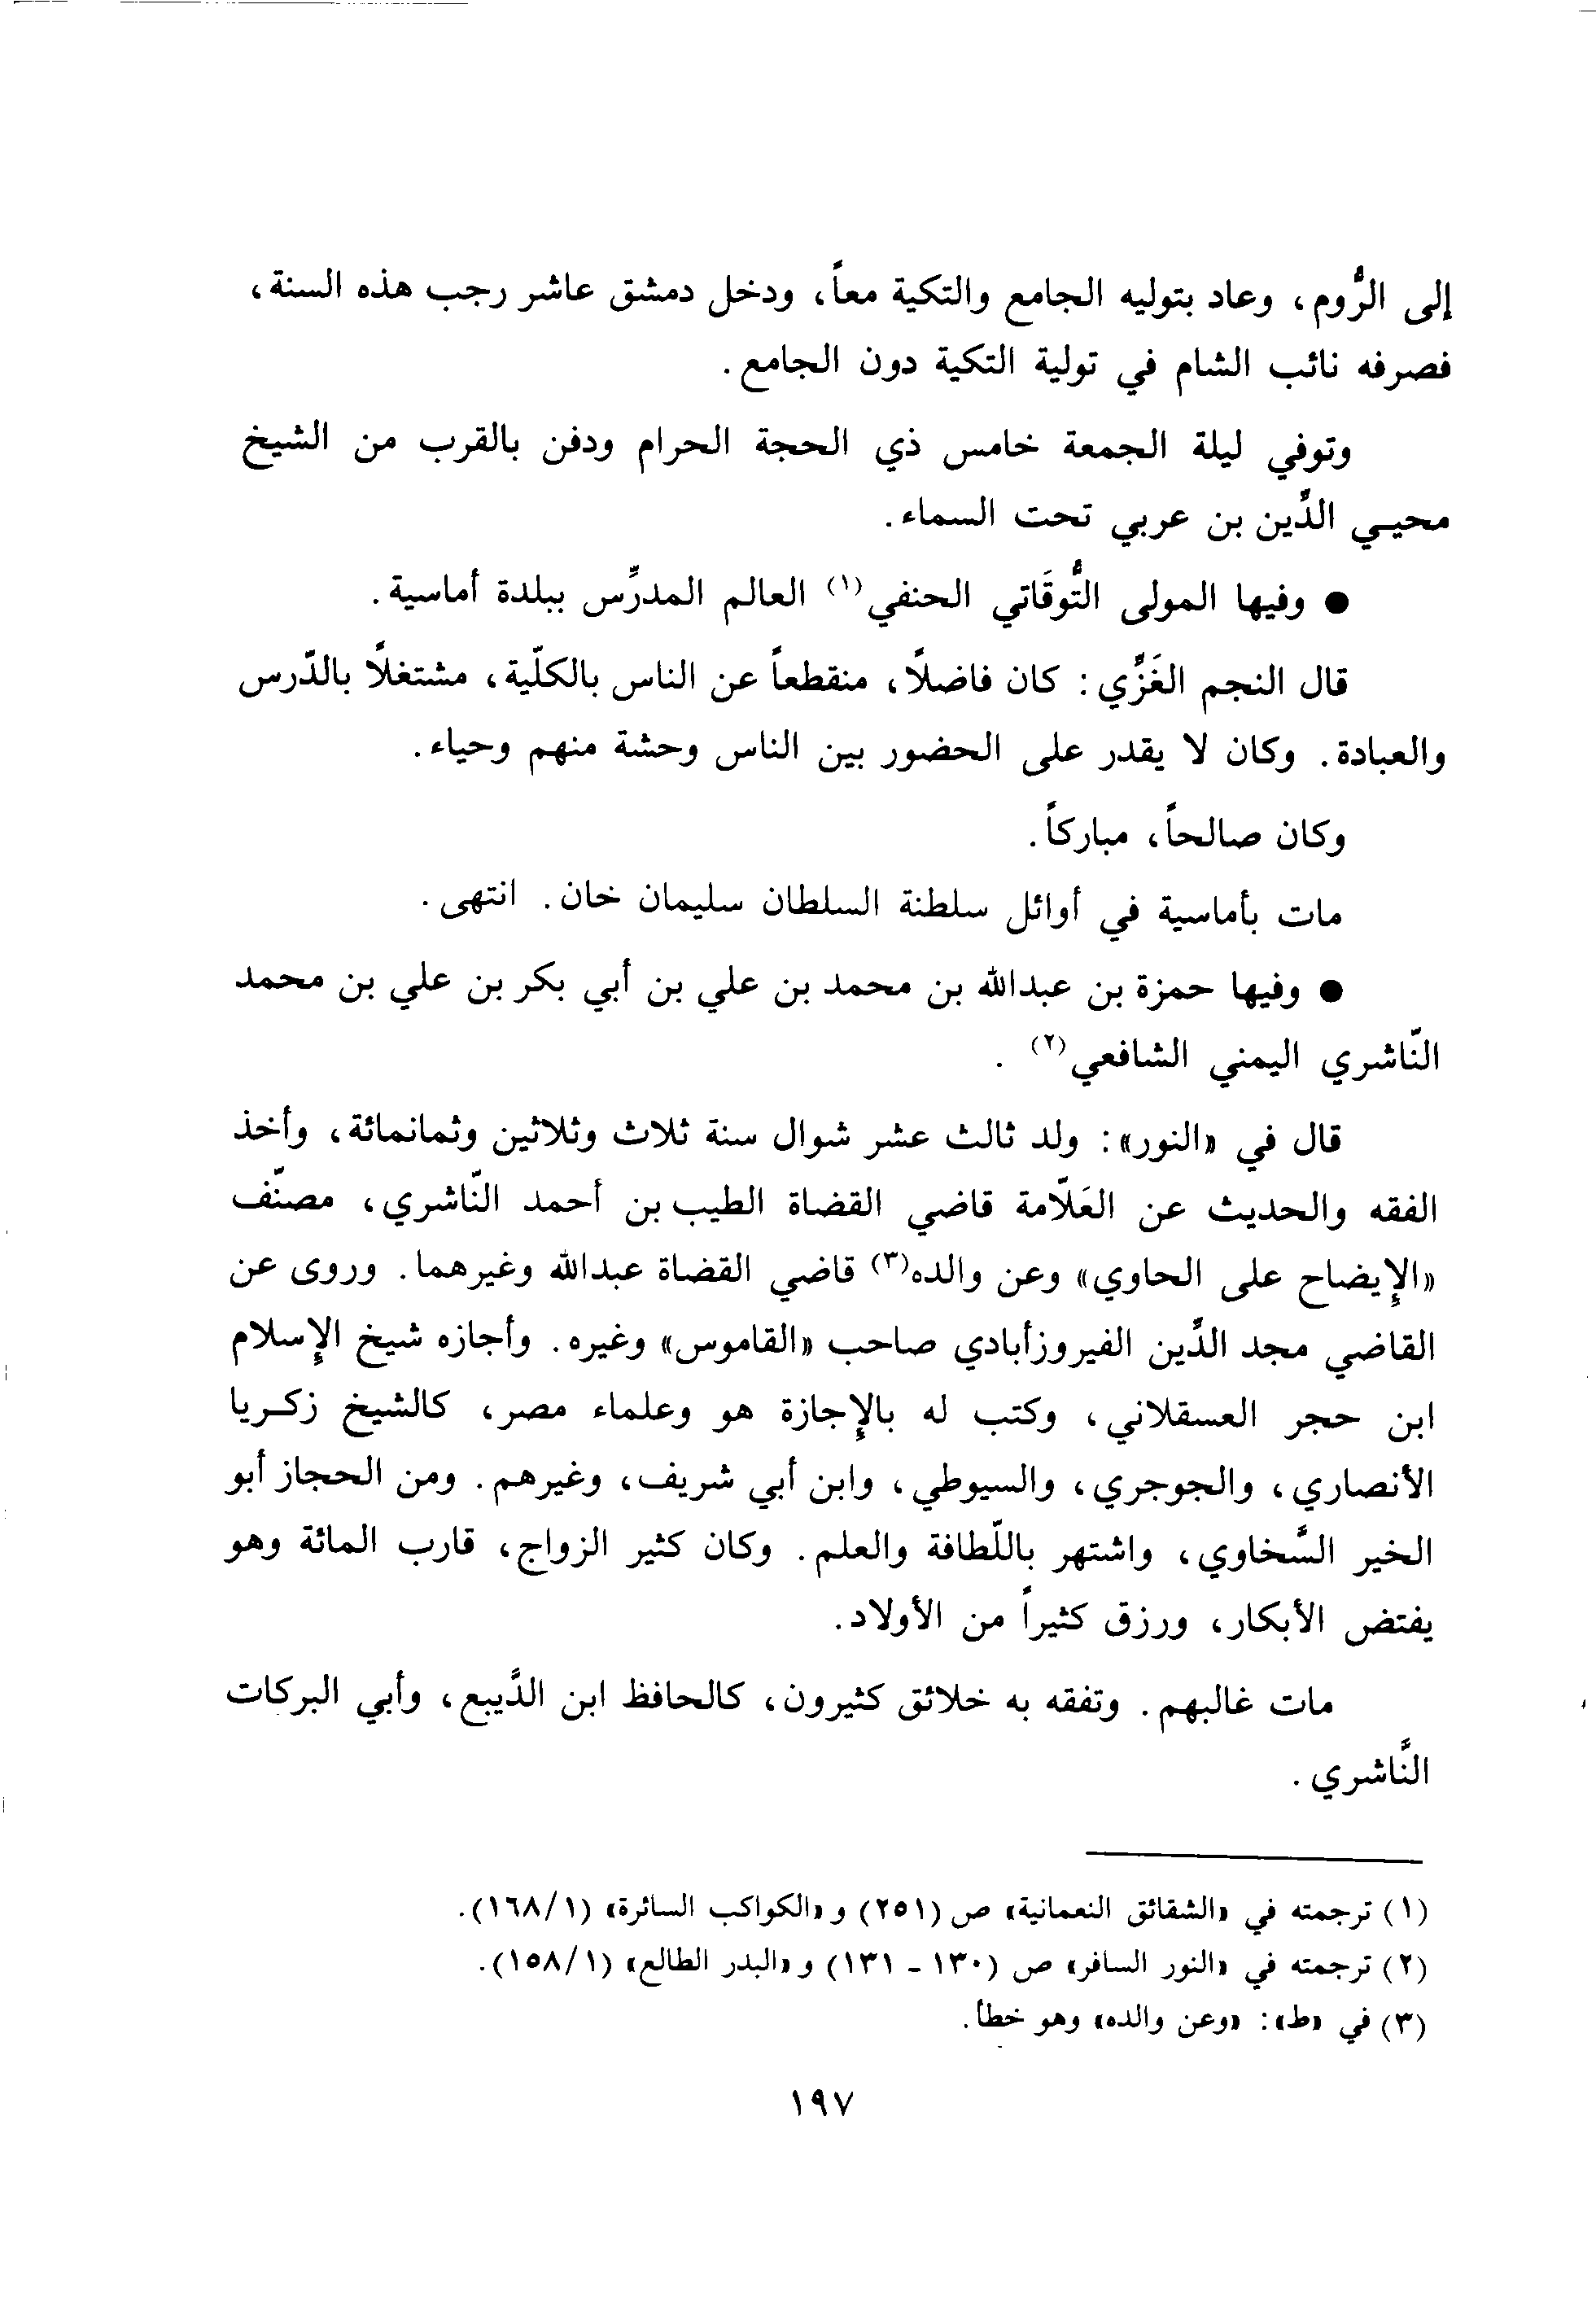 إلى الرُّوم، وعاد بتوليه الجامع والتكية معاً، ودخل دمشق عاشر رجب هذه السنة،
فصرفه نائب الشام في تولية التكية دون الجامع.
وتوفي ليلة الجمعة خامس ذي الحجة الحرام ودفن بالقرب من الشيخ
محيـي الدِّين بن عربي تحت السماء.
● وفيها المولى التُّوقَاتي الحنفي(١) العالم المدرِّس ببلدة أماسية.
قال النجم الغَزِّي: كان فاضلاً، منقطعاً عن الناس بالكلّية، مشتغلاً بالدّرس
والعبادة. وكان لا يقدر على الحضور بين الناس وحشة منهم وحياء.
وكان صالحاً، مباركاً.
مات بأماسية في أوائل سلطنة السلطان سليمان خان. انتهى.
● وفيها حمزة بن عبدالله بن محمد بن علي بن أبي بكر بن علي بن محمد
النّاشري اليمني الشافعي(٢).
قال في «النور»: ولد ثالث عشر شوال سنة ثلاث وثلاثين وثمانمائة، وأخذ
الفقه والحديث عن العَلّامة قاضي القضاة الطيب بن أحمد النّاشري، مصنّف
«الإيضاح على الحاوي» وعن والده(٣) قاضي القضاة عبدالله وغيرهما. وروى عن
القاضي مجد الدِّين الفيروزأبادي صاحب «القاموس» وغيره. وأجازه شيخ الإسلام
ابن حجر العسقلاني، وكتب له بالإجازة هو وعلماء مصر، كالشيخ زكـريا
الأنصاري، والجوجري، والسيوطي، وابن أبي شريف، وغيرهم. ومن الحجاز أبو
الخير السَّخاوي، واشتهر باللّطافة والعلم. وكان كثير الزواج، قارب المائة وهو
يفتض الأبكار، ورزق كثيراً من الأولاد.
مات غالبهم. وتفقه به خلائق كثيرون، كالحافظ ابن الدَّيبع، وأبي البركات
النَّاشري.
(١) ترجمته في «الشقائق النعمانية» ص (٢٥١) و «الكواكب السائرة» (١/١٦٨).
(٢) ترجمته في «النور السافر» ص (١٣٠ - ١٣١) و «البدر الطالع» (١/١٥٨).
(٣) في «ط»: «وعن والده» وهو خطأ.
١٩٧